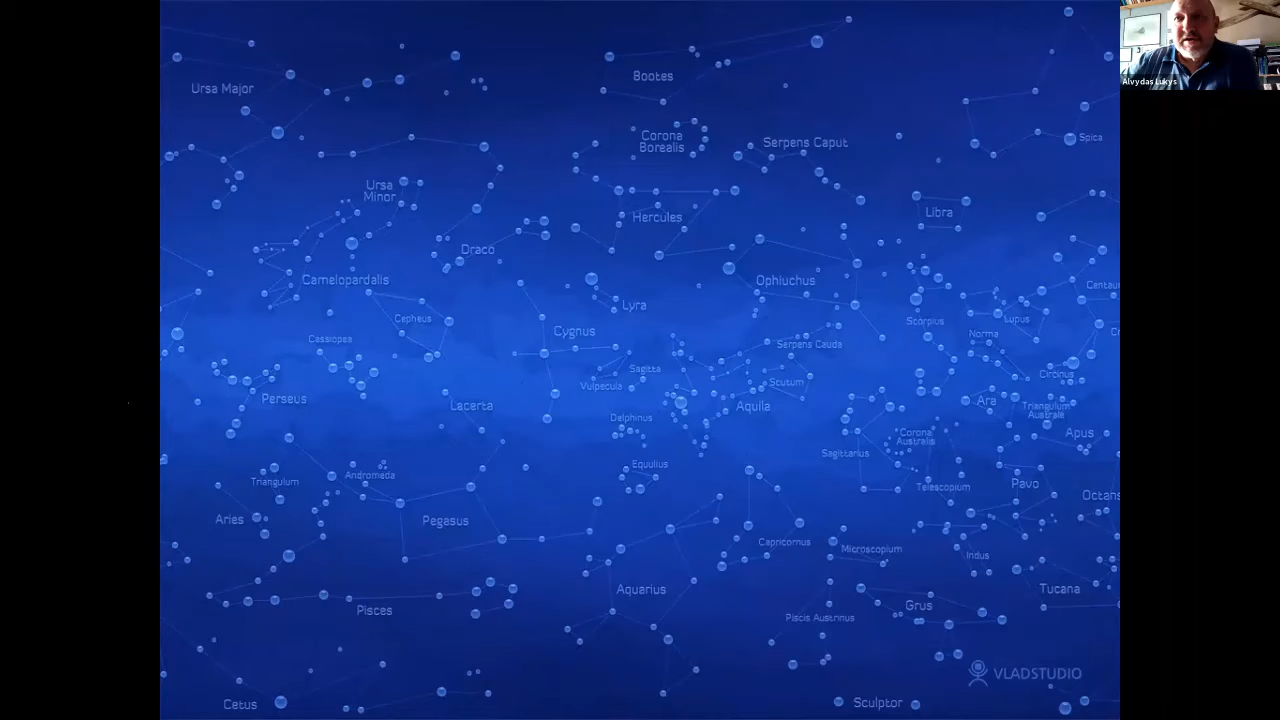 Alvydas Lukys
Bootes
Ursa Major
Corona
Borealis
Serpens Caput
Spica
Ursa
Minor
Hercules
Libra
Draco
Camelopardalis
Ophiuchus
Lyra
Cepheus
Cygnus
Scorpius
Lupus
Norma
Cassiopea
Serpens Cauda
Sagitta
Vulpecula
Scutum
Circinus
Perseus
Lacerta
Aquila
Ara
Triangulum
Australe
Delphinus
Apus
Corona
Australis
Sagittarius
Equuleus
Andromeda
Triangulum
Telescopium
Pavo
Octans
Aries
Pegasus
Capricornus
Microscopium
Indus
Aquarius
Tucana
Pisces
Grus
Piscis Austrinus
VLADSTUDIO
Cetus
Sculptor